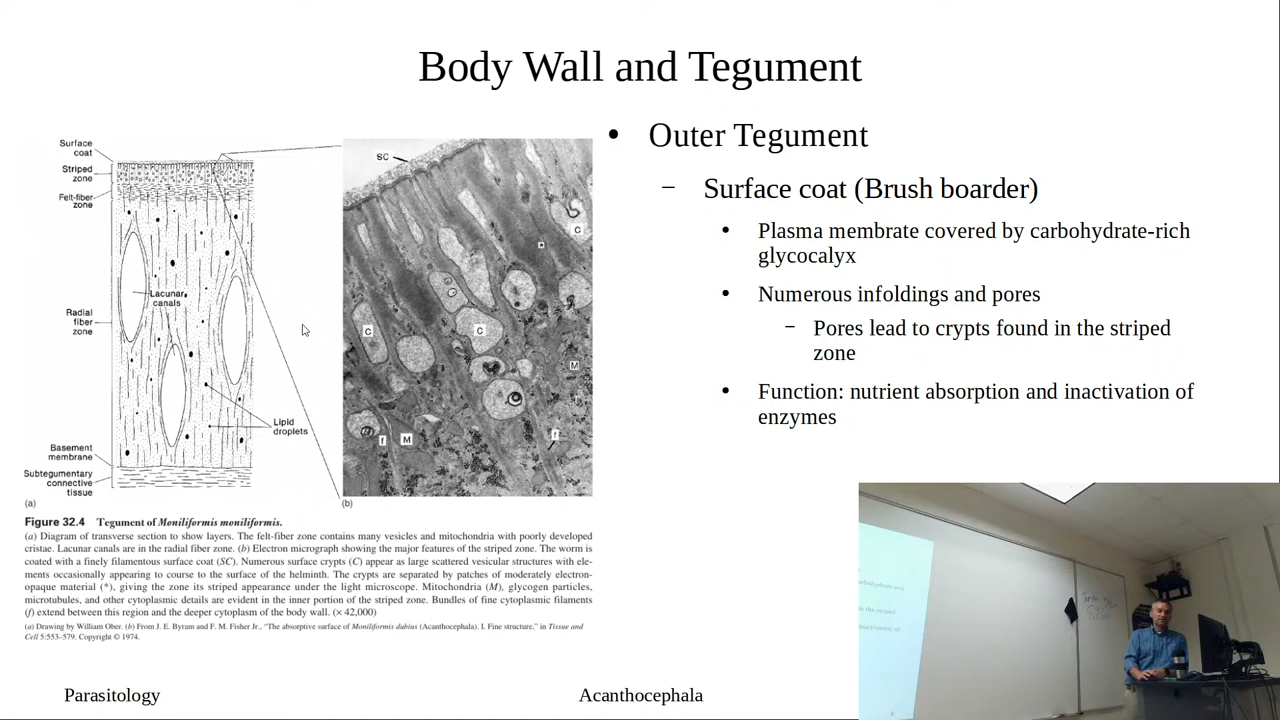 Body Wall and Tegument
Surface
coat
Striped
zone
Felt-fiber
zone
Lacunar
canals
Radial
fiber
zone
Lipid
droplets
Basement
membrane
Subtegumentary
connective
tissue
(a)
SC
C
*
C
C
M
f
M
f
(b)
Figure 32.4 Tegument of Moniliformis moniliformis.
(a) Diagram of transverse section to show layers. The felt-fiber zone contains many vesicles and mitochondria with poorly developed
cristae. Lacunar canals are in the radial fiber zone. (b) Electron micrograph showing the major features of the striped zone. The worm is
coated with a finely filamentous surface coat (SC). Numerous surface crypts (C) appear as large scattered vesicular structures with ele-
ments occasionally appearing to course to the surface of the helminth. The crypts are separated by patches of moderately electron-
opaque material (*), giving the zone its striped appearance under the light microscope. Mitochondria (M), glycogen particles,
microtubules, and other cytoplasmic details are evident in the inner portion of the striped zone. Bundles of fine cytoplasmic filaments
(f) extend between this region and the deeper cytoplasm of the body wall. (× 42,000)
(a) Drawing by William Ober. (b) From J. E. Byram and F. M. Fisher Jr., "The absorptive surface of Moniliformis dubius (Acanthocephala). I. Fine structure," in Tissue and
Cell 5:553–579. Copyright © 1974.
• Outer Tegument
– Surface coat (Brush boarder)
• Plasma membrate covered by carbohydrate-rich
glycocalyx
• Numerous infoldings and pores
– Pores lead to crypts found in the striped
zone
• Function: nutrient absorption and inactivation of
enzymes
Parasitology
Acanthocephala